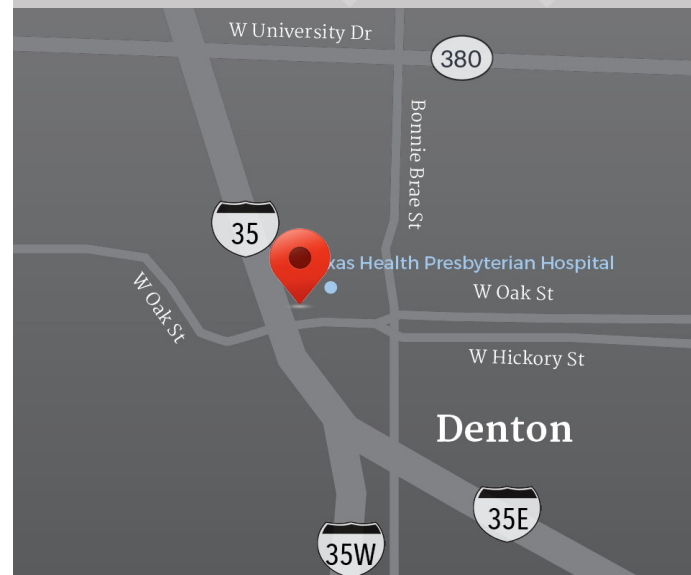 W University Dr
380
Bonnie Brae St
35
xas Health Presbyterian Hospital
W Oak St
W Oak St
W Hickory St
Denton
35E
35W